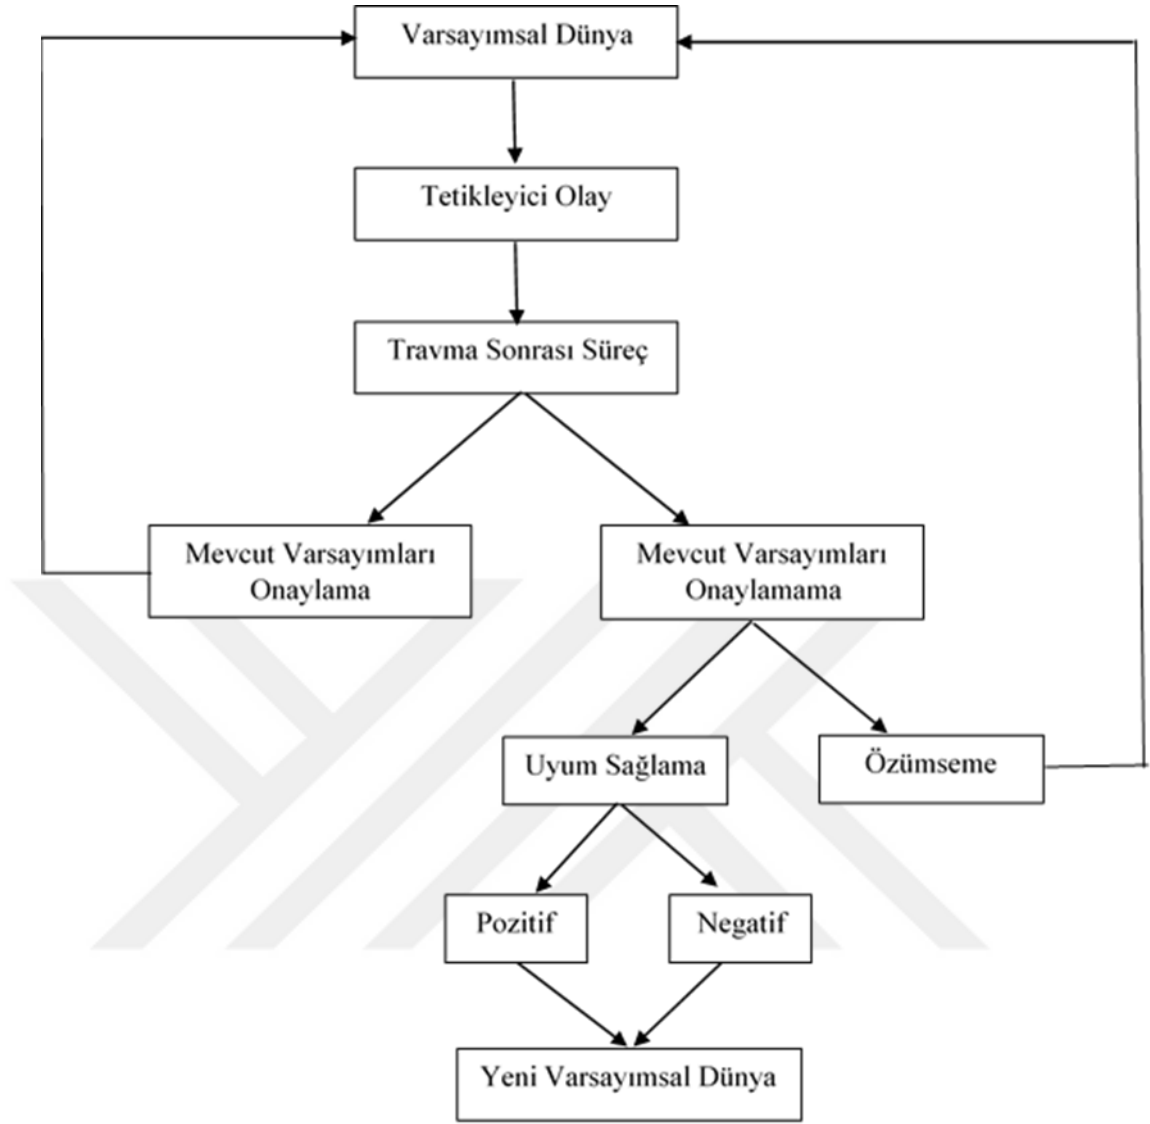 Varsayımsal Dünya
Tetikleyici Olay
Travma Sonrası Süreç
Mevcut Varsayımları
Onaylama
Mevcut Varsayımları
Onaylamama
Uyum Sağlama
Özümseme
Pozitif
Negatif
Yeni Varsayımsal Dünya